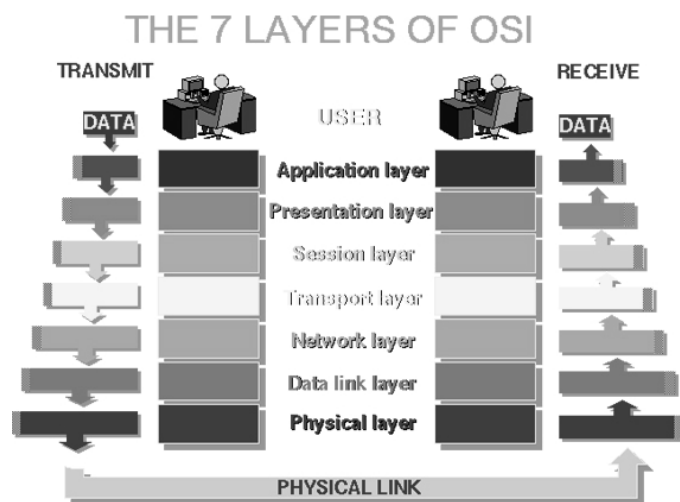 THE 7 LAYERS OF OSI
TRANSMIT
RECEIVE
DATA
USER
DATA
Application layer
Presentation layer
Session layer
Transport layer
Network layer
Data link layer
Physical layer
PHYSICAL LINK